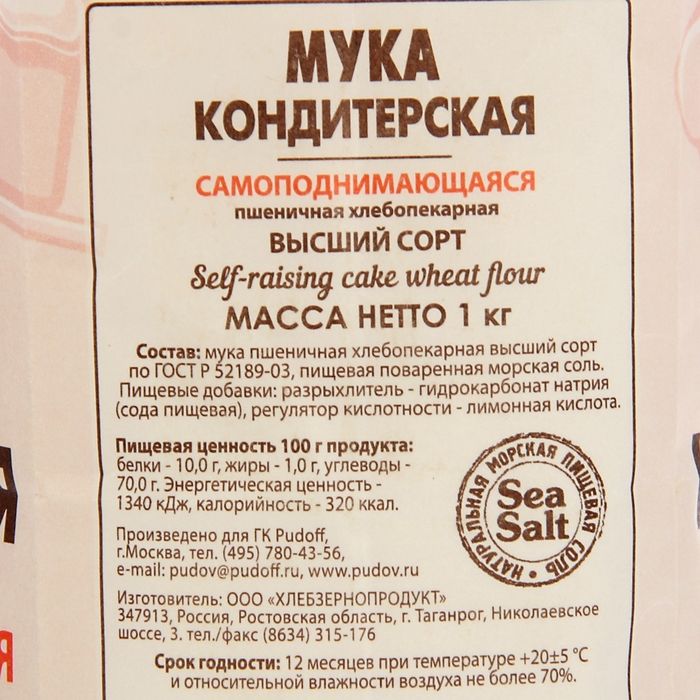 МУКА
КОНДИТЕРСКАЯ
САМОПОДНИМАЮЩАЯСЯ
пшеничная хлебопекарная
ВЫСШИЙ СОРТ
Self-raising cake wheat flour
МАССА НЕТТО 1 кг
Состав: мука пшеничная хлебопекарная высший сорт
по ГОСТ Р 52189-03, пищевая поваренная морская соль.
Пищевые добавки: разрыхлитель - гидрокарбонат натрия
(сода пищевая), регулятор кислотности - лимонная кислота.
Пищевая ценность 100 г продукта:
белки - 10,0 г, жиры - 1,0 г, углеводы -
70,0 г. Энергетическая ценность -
1340 кДж, калорийность - 320 ккал.
НАТУРАЛЬНАЯ МОРСКАЯ ПИЩЕВАЯ СОЛЬ
Sea
Salt
Произведено для ГК Pudoff,
г.Москва, тел. (495) 780-43-56,
e-mail: pudov@pudoff.ru, www.pudov.ru
Изготовитель: ООО «ХЛЕБЗЕРНОПРОДУКТ»
347913, Россия, Ростовская область, г. Таганрог, Николаевское
шоссе, 3. тел./факс (8634) 315-176
Срок годности: 12 месяцев при температуре +20±5 °С
и относительной влажности воздуха не более 70%.